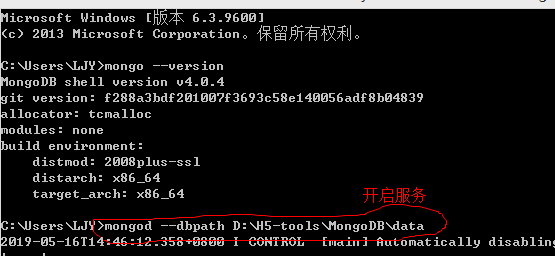 Microsoft Windows [版本 6.3.9600]
(c) 2013 Microsoft Corporation。保留所有权利。
C:\Users\LJY>mongo --version
MongoDB shell version v4.0.4
git version: f288a3bdf201007f3693c58e140056adf8b04839
allocator: tcmalloc
modules: none
build environment:
distmod: 2008plus-ssl
distarch: x86_64
target_arch: x86_64
开启服务
C:\Users\LJY>mongod --dbpath D:\H5-tools\MongoDB\data
2019-05-16T14:46:12.358+0800 I CONTROL [main] Automatically disabling